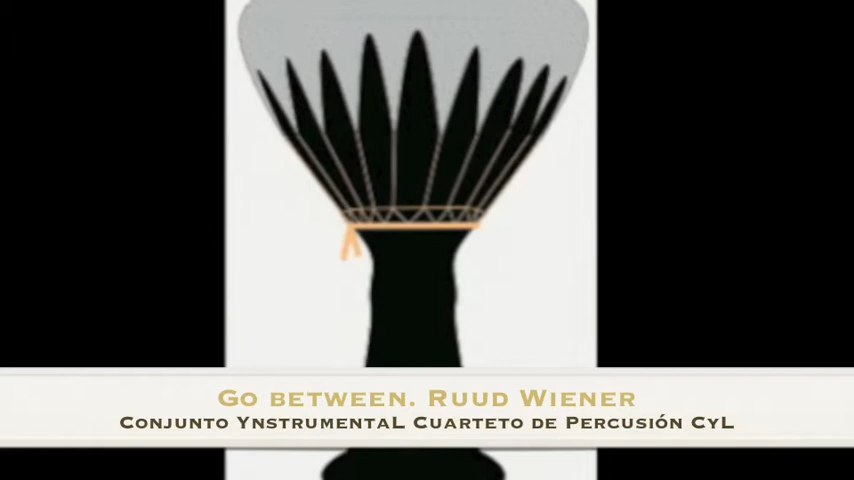 Go between. Ruud Wiener
Conjunto YnstrumentaL Cuarteto de Percusión CyL